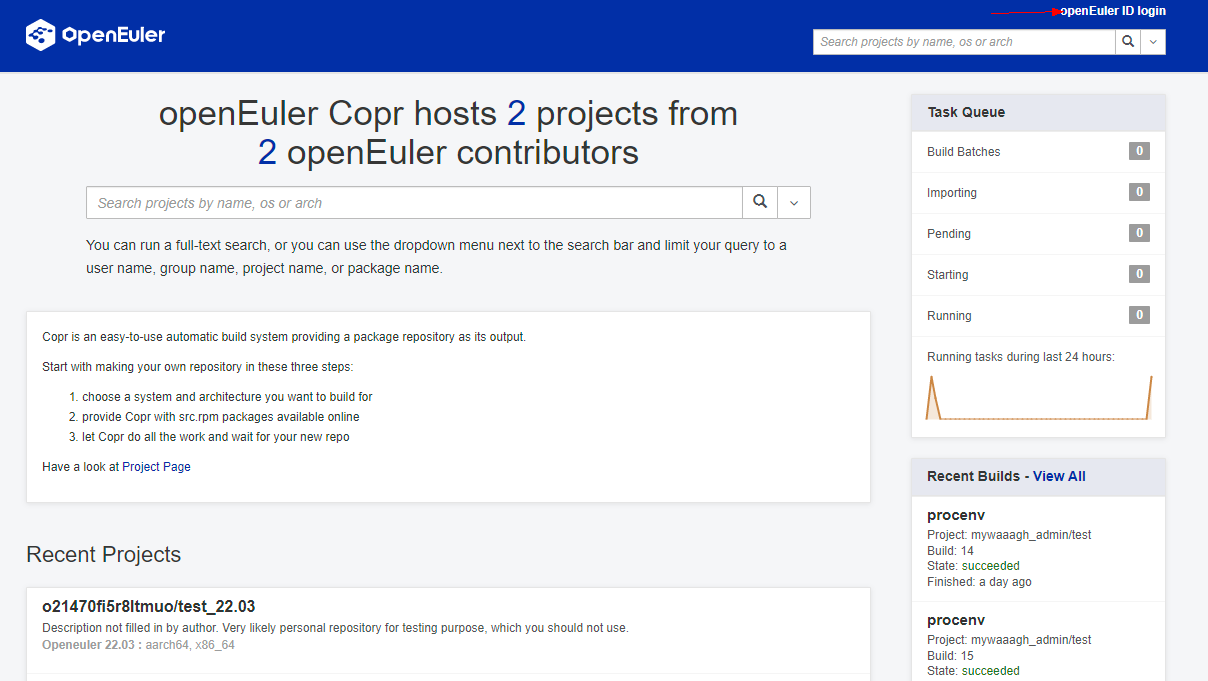 openEuler ID login
OpenEuler
Search projects by name, os or arch
openEuler Copr hosts 2 projects from
2 openEuler contributors
Search projects by name, os or arch
You can run a full-text search, or you can use the dropdown menu next to the search bar and limit your query to a
user name, group name, project name, or package name.
Copr is an easy-to-use automatic build system providing a package repository as its output.
Start with making your own repository in these three steps:
1. choose a system and architecture you want to build for
2. provide Copr with src.rpm packages available online
3. let Copr do all the work and wait for your new repo
Have a look at Project Page
Recent Projects
o21470fi5r8ltmuo/test_22.03
Description not filled in by author. Very likely personal repository for testing purpose, which you should not use.
Openeuler 22.03 : aarch64, x86_64
Task Queue
Build Batches 0
Importing 0
Pending 0
Starting 0
Running 0
Running tasks during last 24 hours:
Recent Builds - View All
procenv
Project: mywaaagh_admin/test
Build: 14
State: succeeded
Finished: a day ago
procenv
Project: mywaaagh_admin/test
Build: 15
State: succeeded